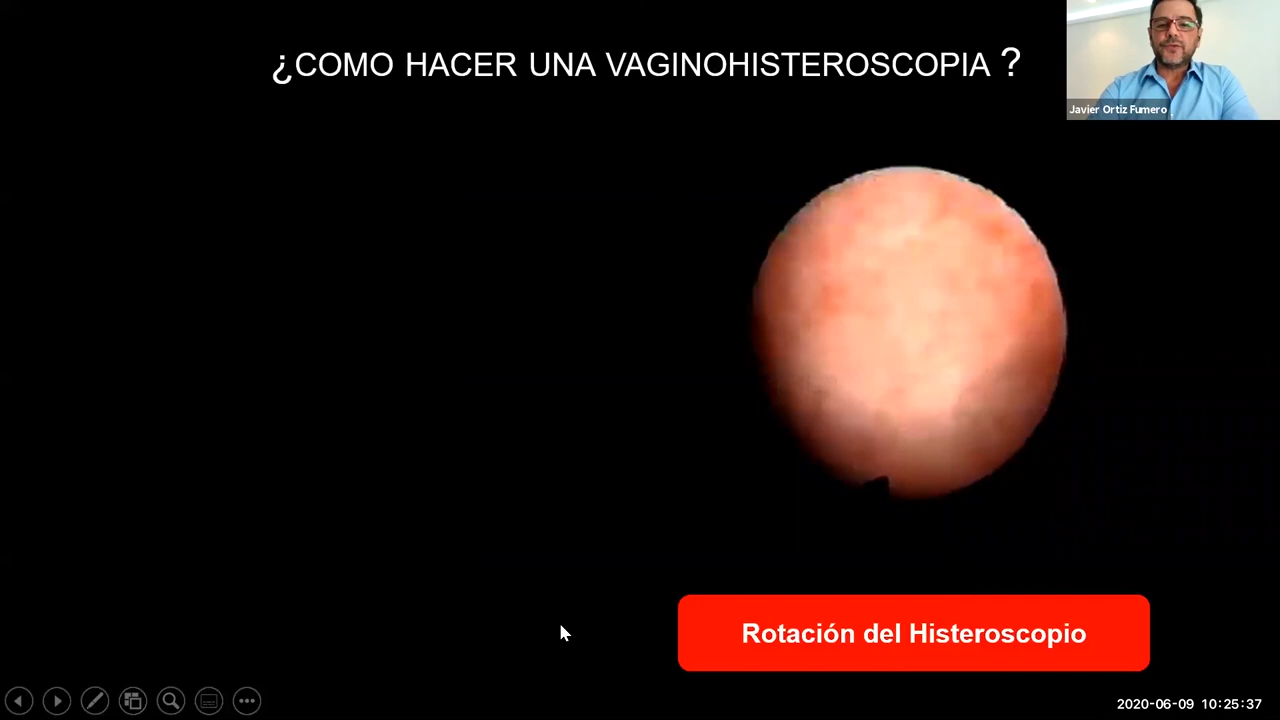 ¿COMO HACER UNA VAGINOHISTEROSCOPIA ?
Javier Ortiz Fumero
Rotación del Histeroscopio
2020-06-09 10:25:37